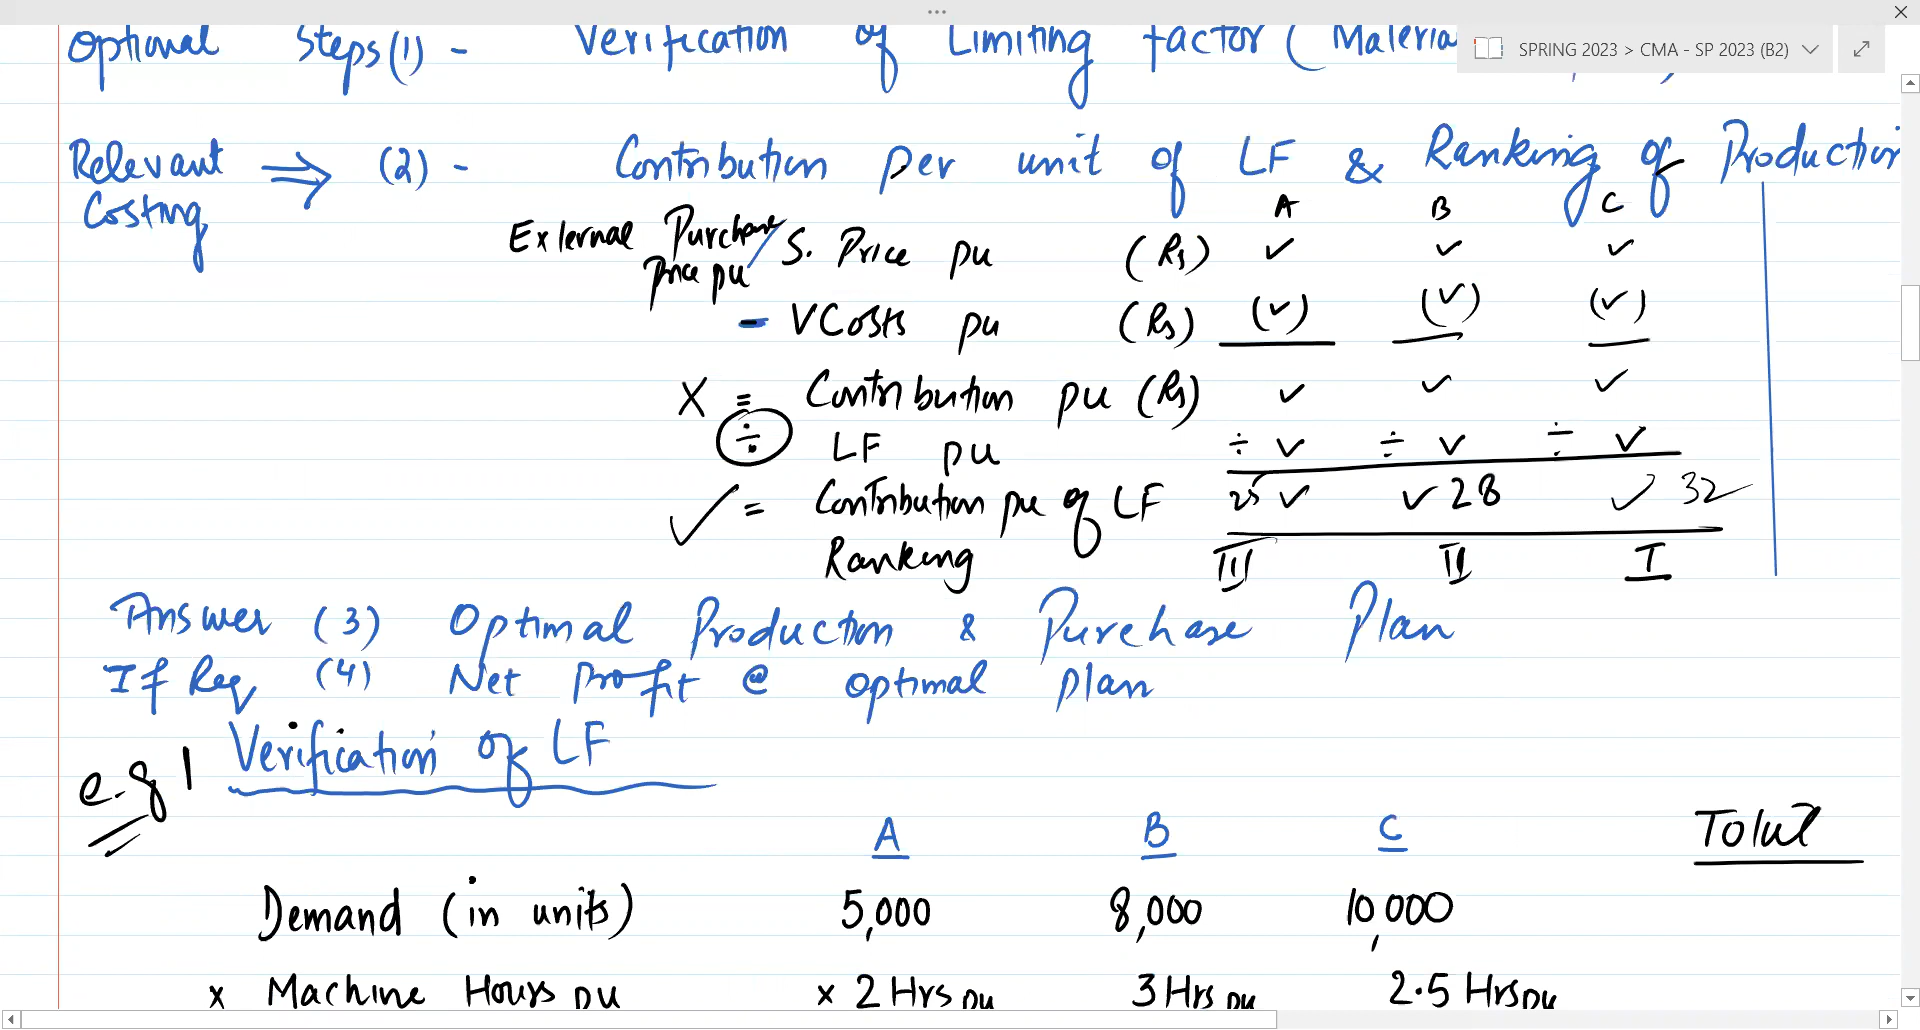 Optional Steps (1) - Verification of Limiting factor (
SPRING 2023 > CMA - SP 2023 (B2)
Relevant Costing ⇒ (2) - Contribution per unit of LF & Ranking of Production
A B C
External Purchase Price pu / S. Price pu (Rs) ✓ ✓ ✓
- VCosts pu (Rs) (✓) (✓) (✓)
X = Contribution pu (Rs) ✓ ✓ ✓
÷ LF pu ÷ ✓ ÷ ✓ ÷ ✓
✓ = Contribution pu of LF 25 ✓ ✓ 28 ✓ 32
Ranking III II I
Answer (3) Optimal Production & Purchase Plan
If Req (4) Net Profit @ optimal plan
e.g 1 Verification of LF
A B C Total
Demand (in units) 5,000 8,000 10,000
x Machine Hours pu x 2 Hrs pu 3 Hrs pu 2.5 Hrs pu